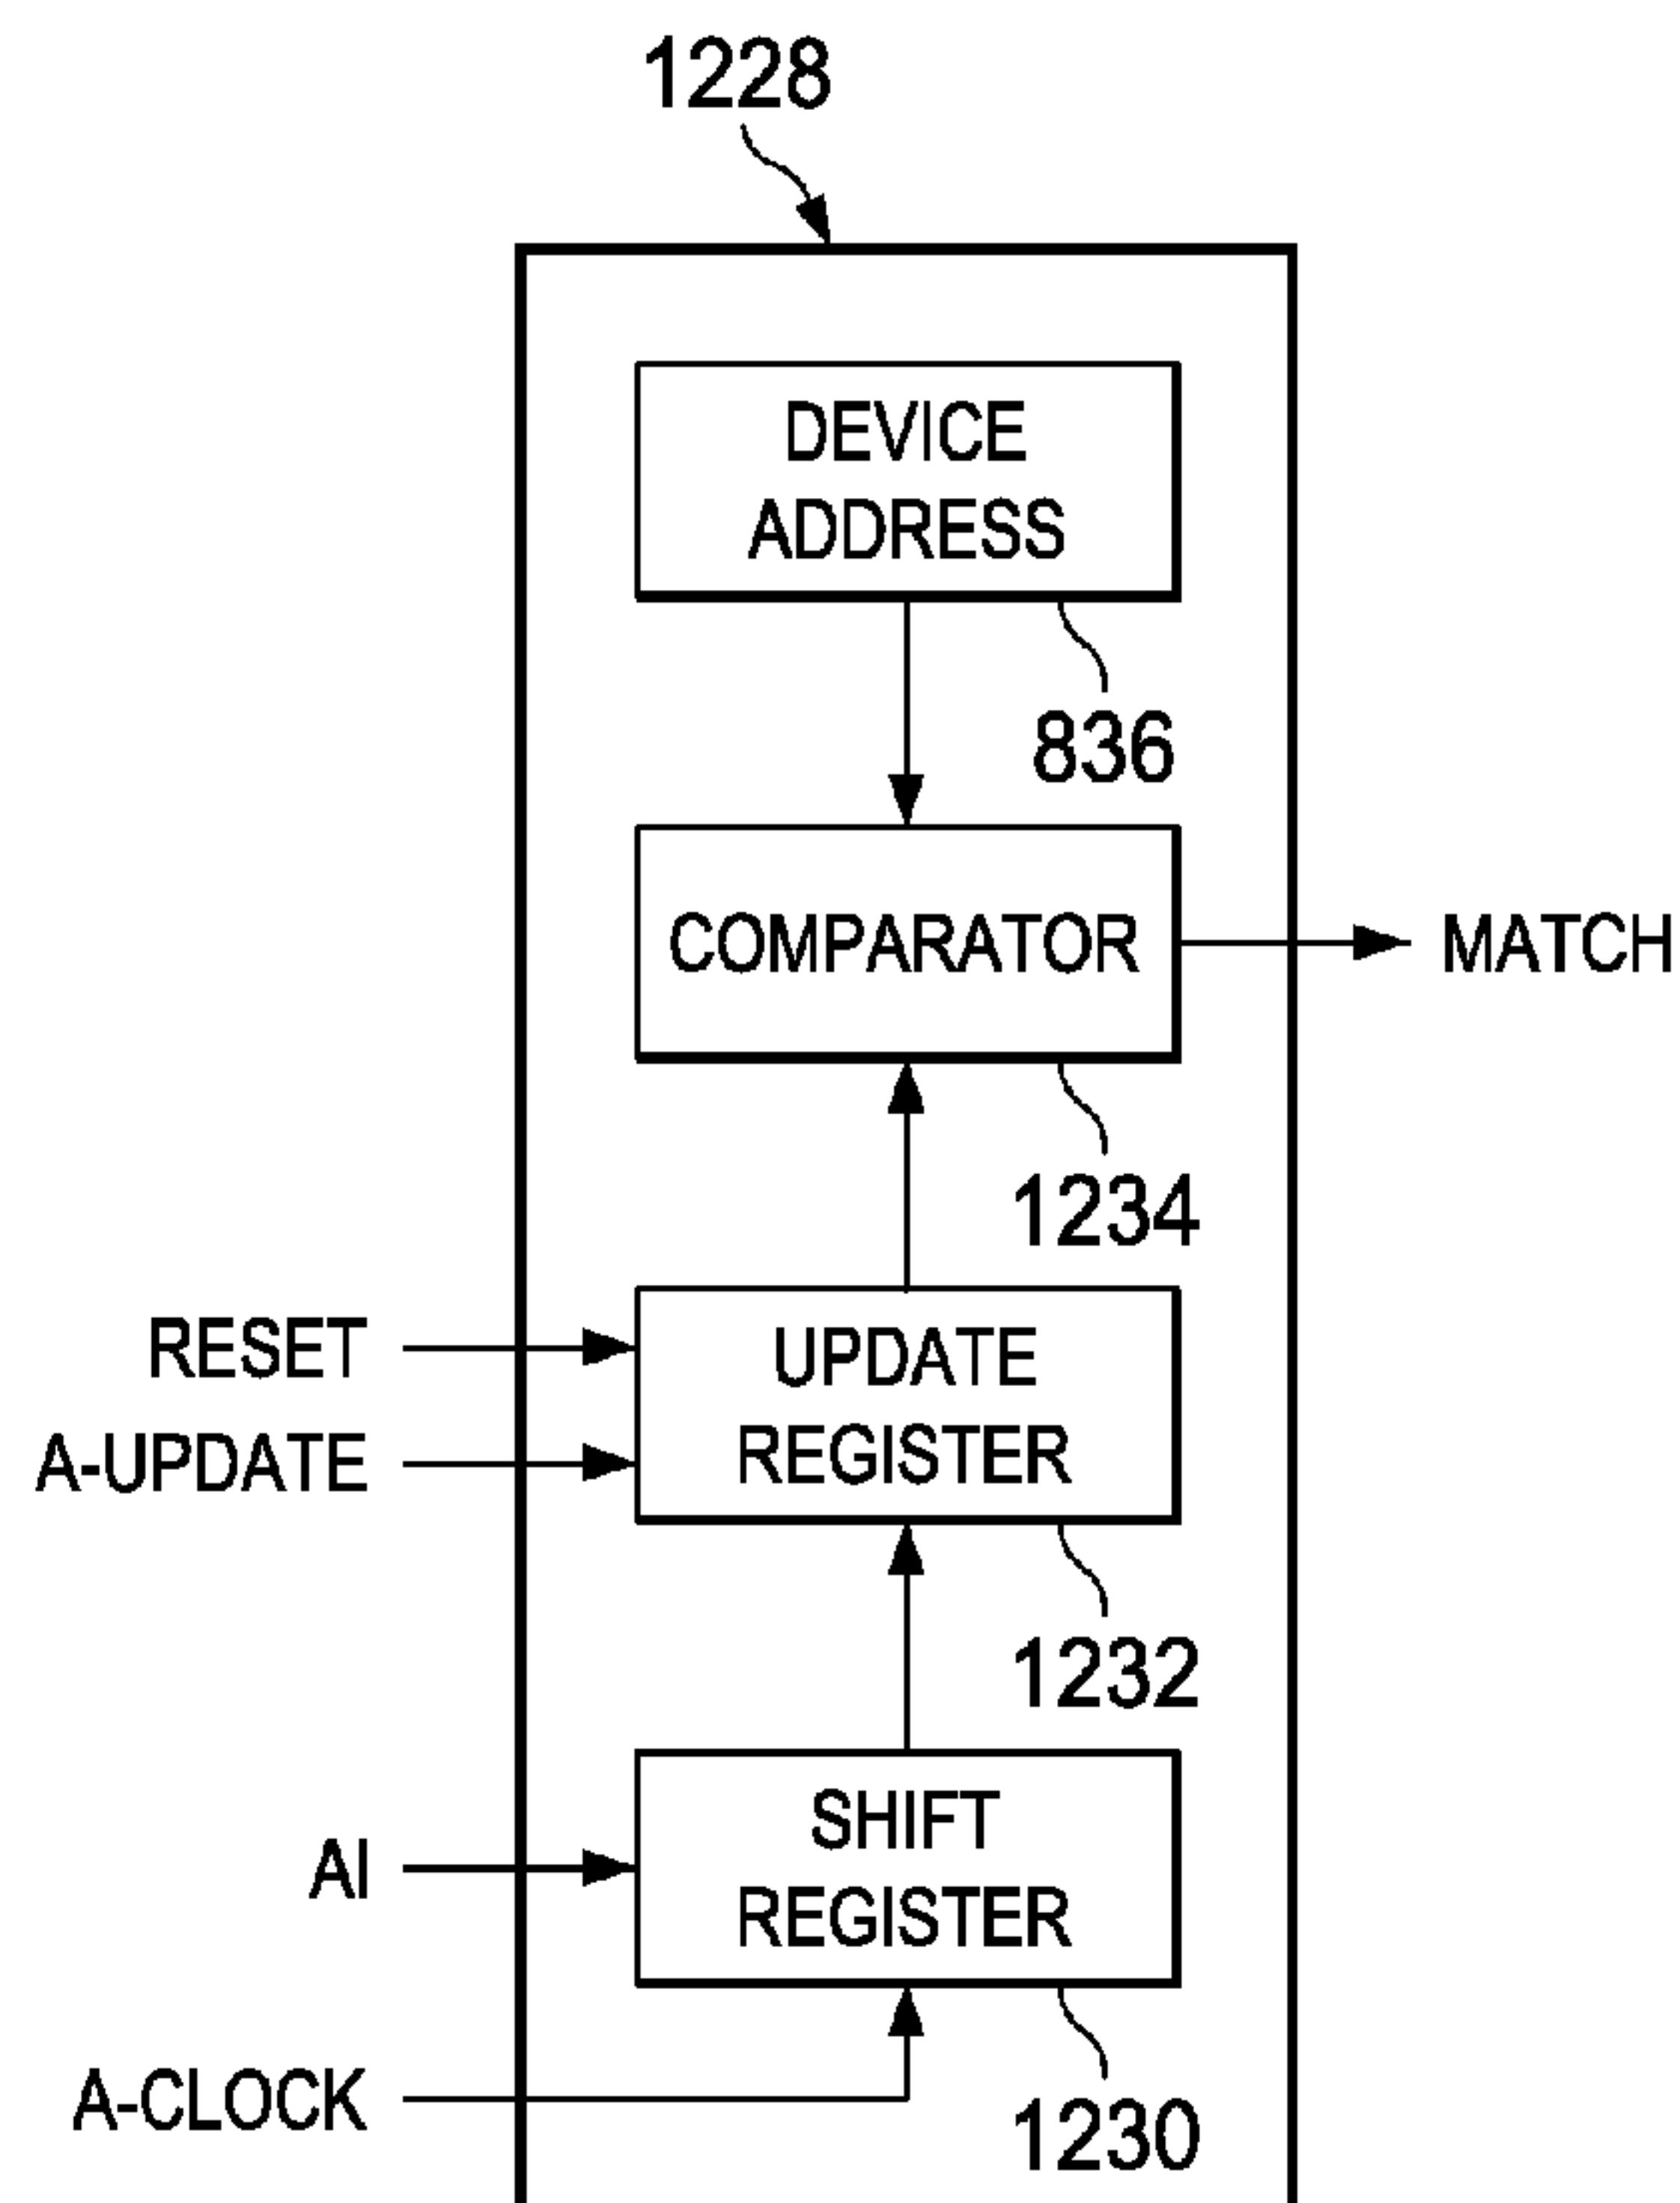 1228
DEVICE
ADDRESS
836
COMPARATOR
MATCH
1234
RESET
UPDATE
A-UPDATE
REGISTER
1232
SHIFT
AI
REGISTER
A-CLOCK
1230